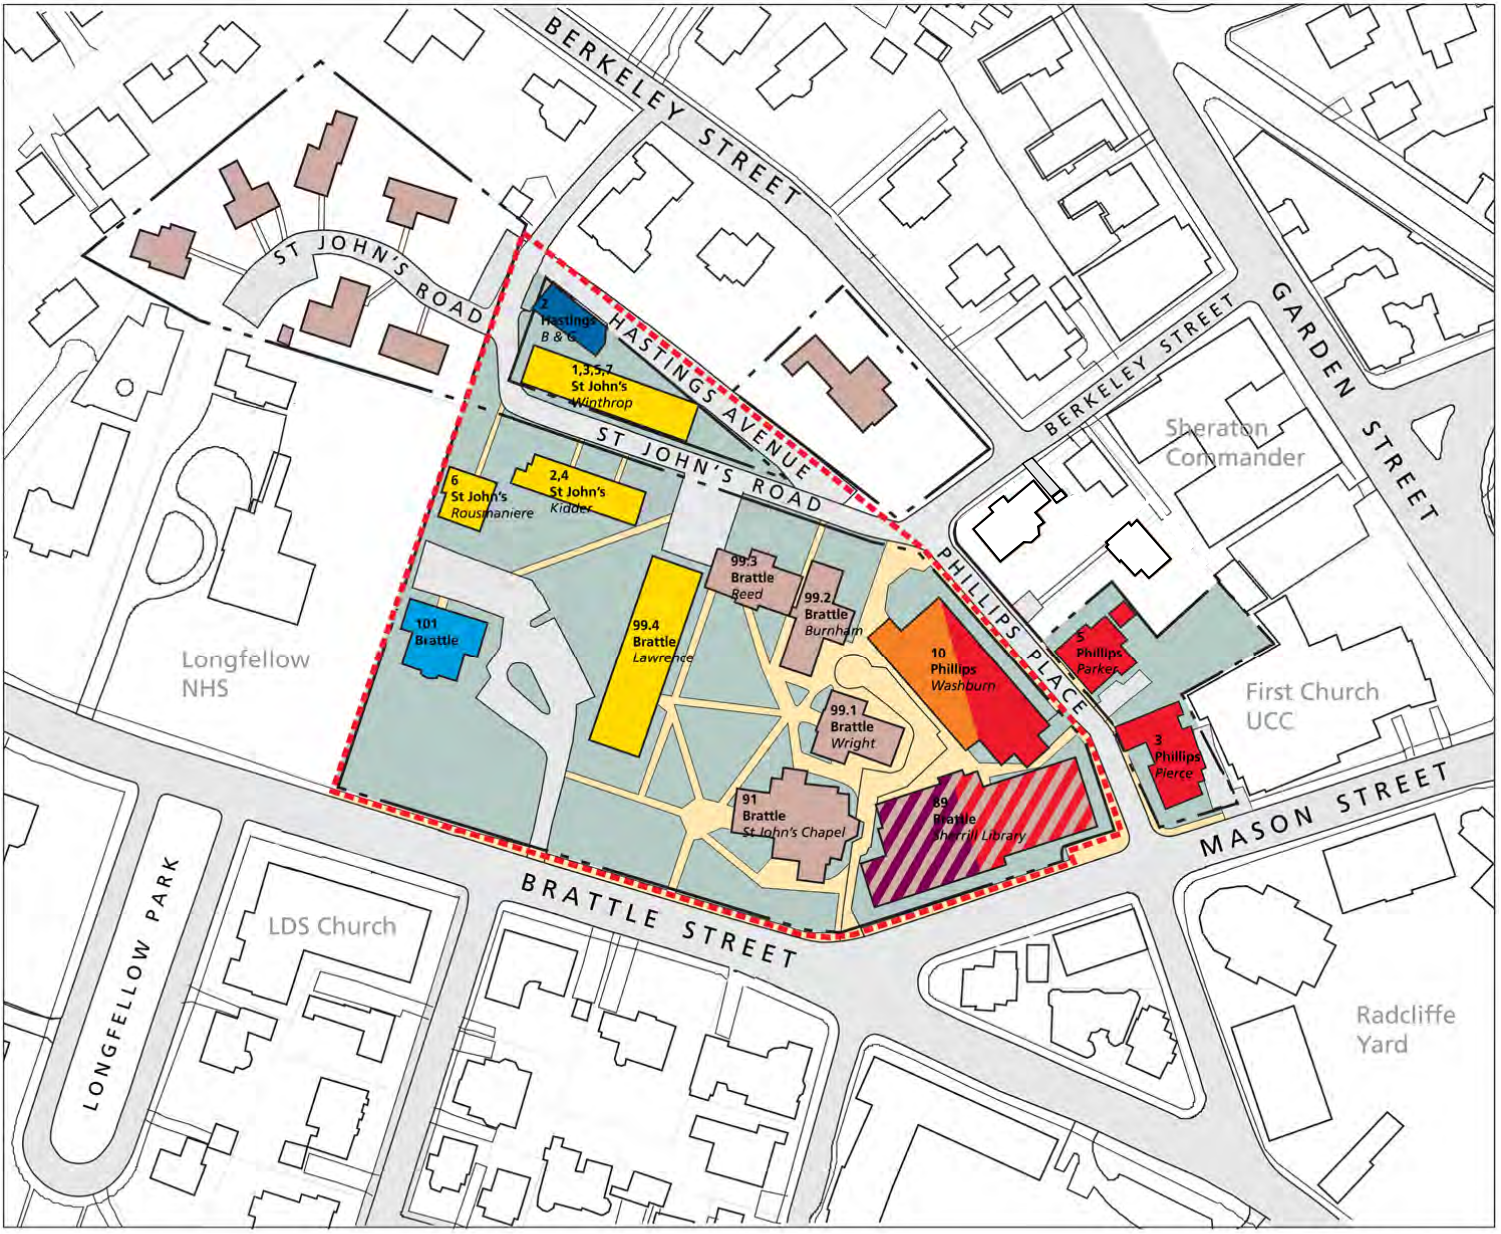 BERKELEY STREET
ST JOHN'S ROAD
HASTINGS AVENUE
2
Hastings
B & G
1,3,5,7
St John's
Winthrop
ST JOHN'S ROAD
GARDEN STREET
BERKELEY STREET
Sheraton
Commander
6
St John's
Rousmaniere
2,4
St John's
Kidder
PHILLIPS PLACE
99.3
Brattle
Reed
99.2
Brattle
Burnham
101
Brattle
99.4
Brattle
Lawrence
10
Phillips
Washburn
5
Phillips
Parker
Longfellow
NHS
First Church
UCC
99.1
Brattle
Wright
3
Phillips
Pierce
91
Brattle
St John's Chapel
89
Brattle
Sherrill Library
MASON STREET
BRATTLE STREET
LONGFELLOW PARK
LDS Church
Radcliffe
Yard